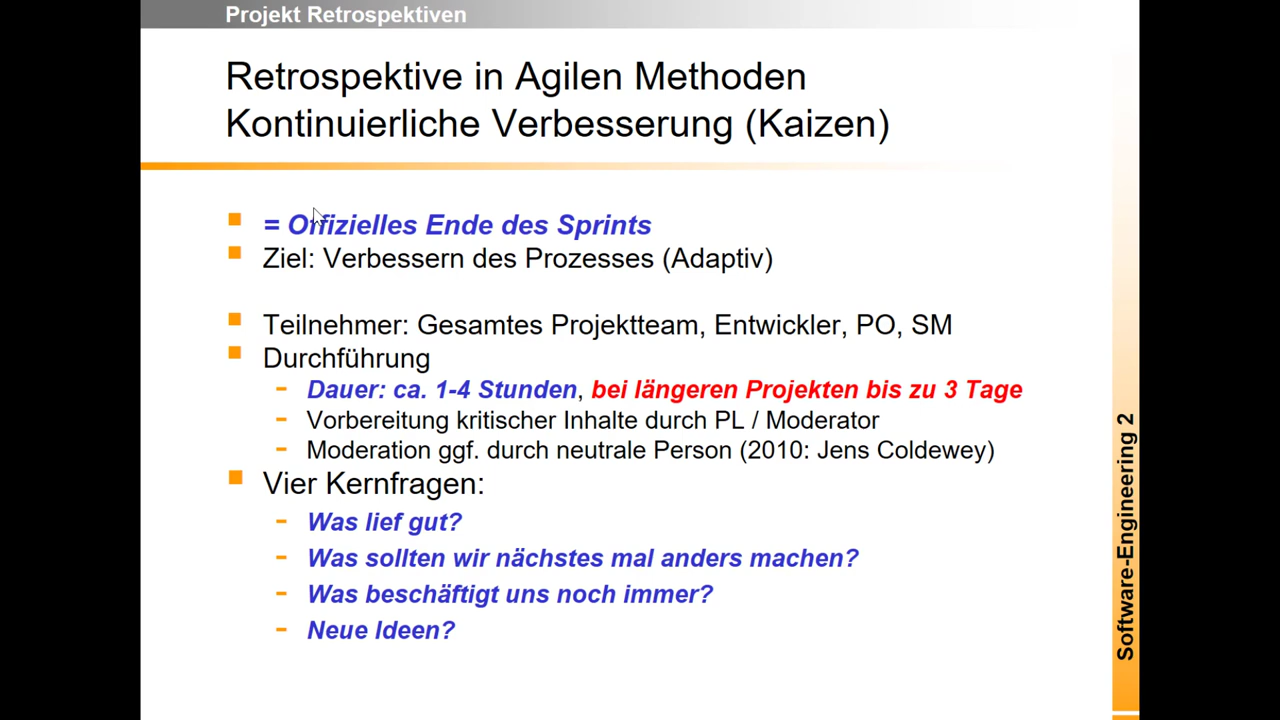 Projekt Retrospektiven
Retrospektive in Agilen Methoden
Kontinuierliche Verbesserung (Kaizen)
= Offizielles Ende des Sprints
Ziel: Verbessern des Prozesses (Adaptiv)
Teilnehmer: Gesamtes Projektteam, Entwickler, PO, SM
Durchführung
- Dauer: ca. 1-4 Stunden, bei längeren Projekten bis zu 3 Tage
- Vorbereitung kritischer Inhalte durch PL / Moderator
- Moderation ggf. durch neutrale Person (2010: Jens Coldewey)
Vier Kernfragen:
- Was lief gut?
- Was sollten wir nächstes mal anders machen?
- Was beschäftigt uns noch immer?
- Neue Ideen?
Software-Engineering 2